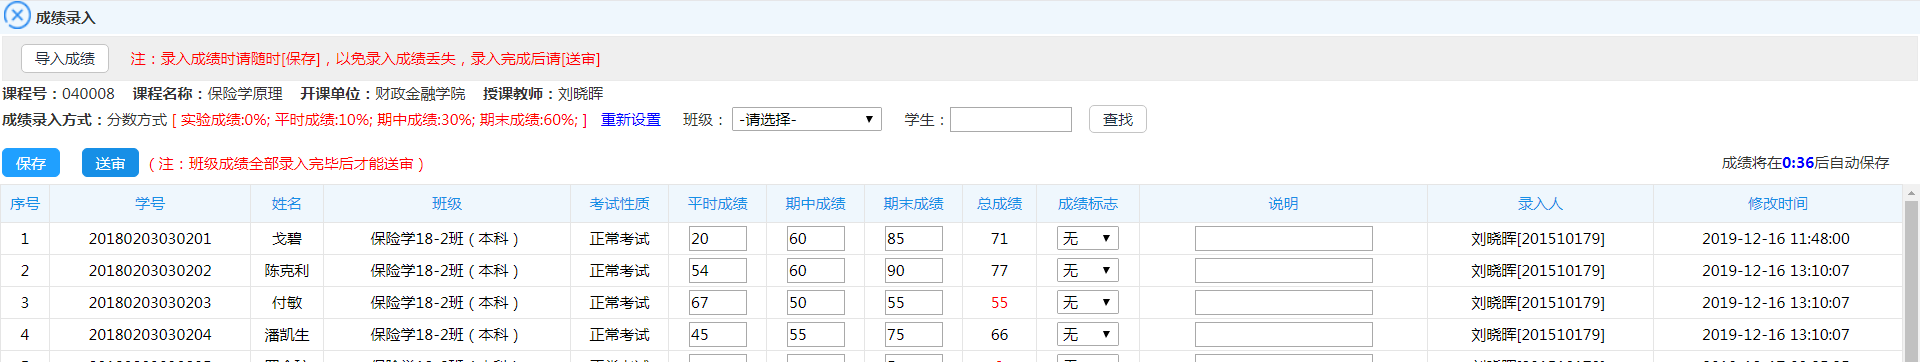 成绩录入
导入成绩 注：录入成绩时请随时[保存]，以免录入成绩丢失，录入完成后请[送审]
课程号：040008 课程名称：保险学原理 开课单位：财政金融学院 授课教师：刘晓晖
成绩录入方式：分数方式 [ 实验成绩:0%; 平时成绩:10%; 期中成绩:30%; 期末成绩:60%; ] 重新设置 班级： -请选择- 学生： 查找
保存 送审 （注：班级成绩全部录入完毕后才能送审） 成绩将在0:36后自动保存
序号 学号 姓名 班级 考试性质 平时成绩 期中成绩 期末成绩 总成绩 成绩标志 说明 录入人 修改时间
1 20180203030201 戈碧 保险学18-2班（本科） 正常考试 20 60 85 71 无 刘晓晖[201510179] 2019-12-16 11:48:00
2 20180203030202 陈克利 保险学18-2班（本科） 正常考试 54 60 90 77 无 刘晓晖[201510179] 2019-12-16 13:10:07
3 20180203030203 付敏 保险学18-2班（本科） 正常考试 67 50 55 55 无 刘晓晖[201510179] 2019-12-16 13:10:07
4 20180203030204 潘凯生 保险学18-2班（本科） 正常考试 45 55 75 66 无 刘晓晖[201510179] 2019-12-16 13:10:07